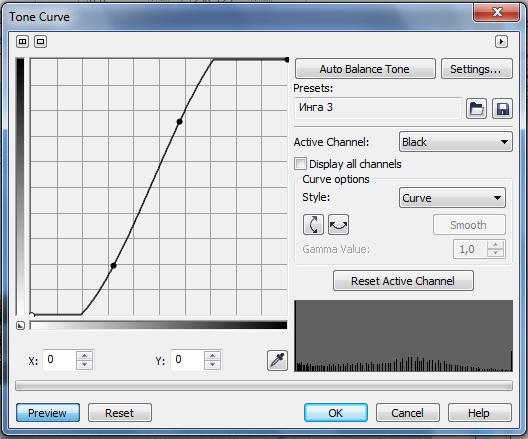 Tone Curve
Auto Balance Tone
Settings...
Presets:
Инга 3
Active Channel:
Black
Display all channels
Curve options
Style:
Curve
Smooth
Gamma Value:
1,0
Reset Active Channel
X:
0
Y:
0
Preview
Reset
OK
Cancel
Help